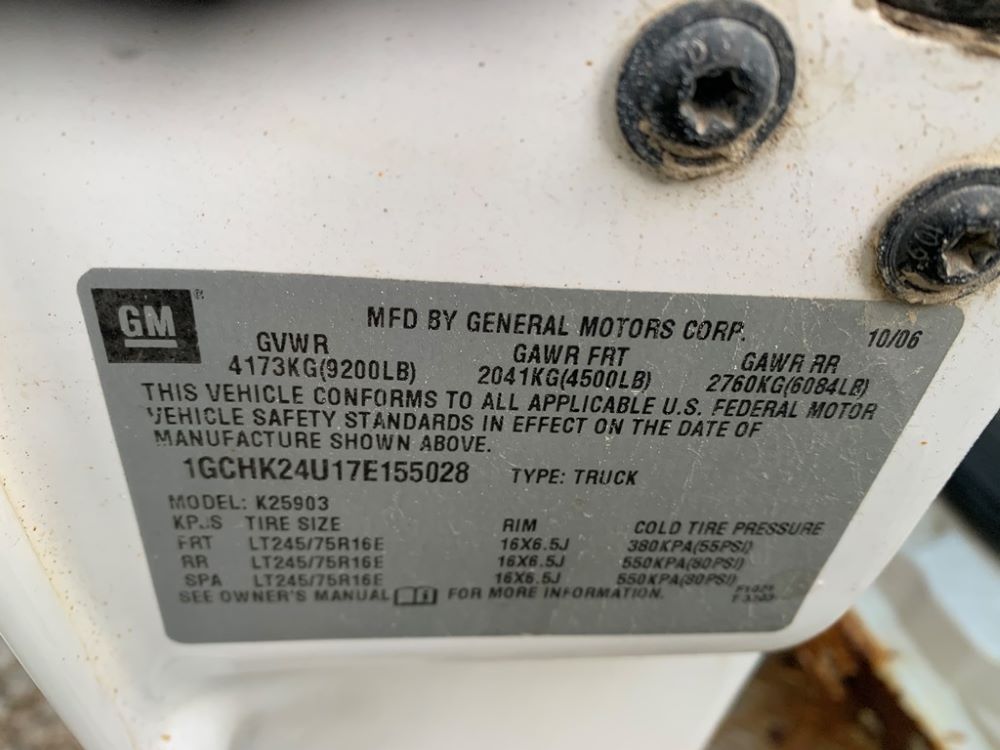 GM ®
MFD BY GENERAL MOTORS CORP. 10/06
GVWR GAWR FRT GAWR RR
4173KG(9200LB) 2041KG(4500LB) 2760KG(6084LB)
THIS VEHICLE CONFORMS TO ALL APPLICABLE U.S. FEDERAL MOTOR
VEHICLE SAFETY STANDARDS IN EFFECT ON THE DATE OF
MANUFACTURE SHOWN ABOVE.
1GCHK24U17E155028 TYPE: TRUCK
MODEL: K25903
TIRE SIZE RIM COLD TIRE PRESSURE
FRT LT245/75R16E 16X6.5J 380KPA(55PSI)
RR LT245/75R16E 16X6.5J 550KPA(80PSI)
SPA LT245/75R16E 16X6.5J 550KPA(80PSI)
SEE OWNER'S MANUAL FOR MORE INFORMATION.